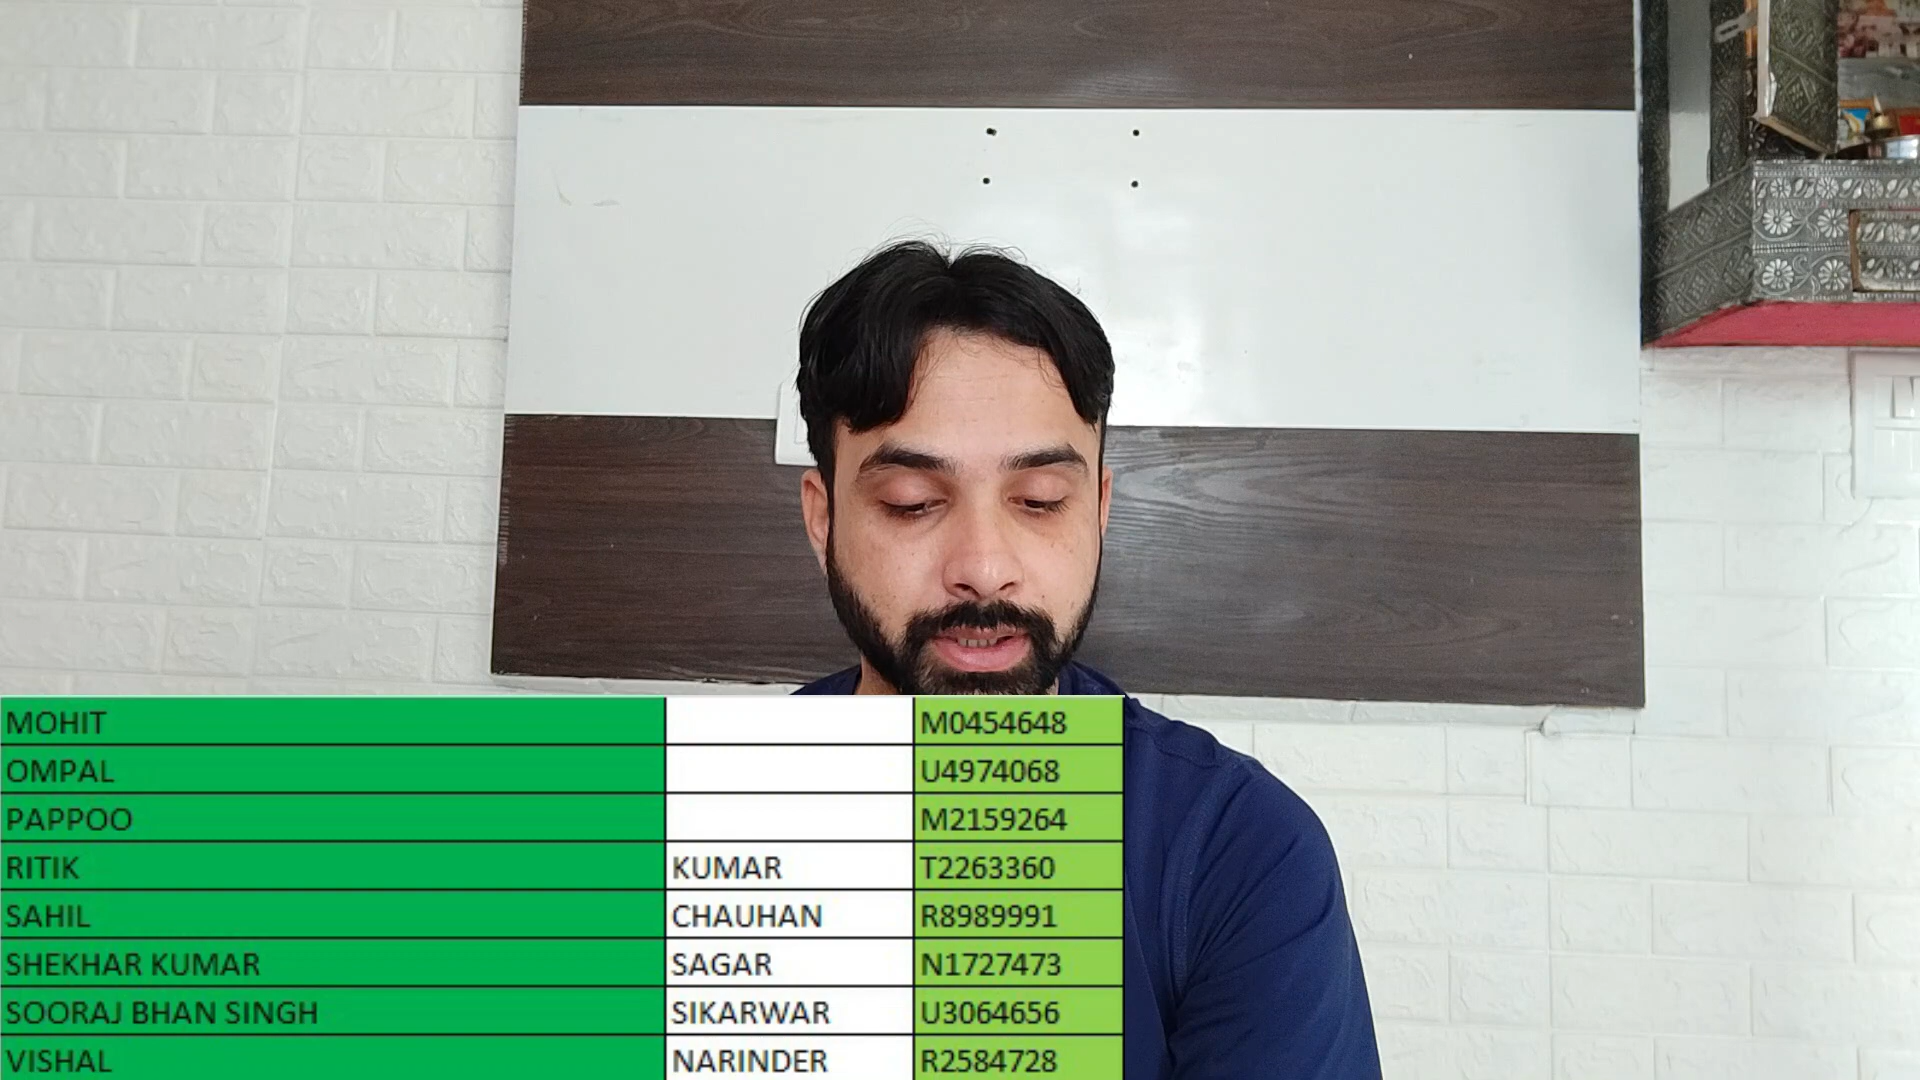 MOHIT M0454648
OMPAL U4974068
PAPPOO M2159264
RITIK KUMAR T2263360
SAHIL CHAUHAN R8989991
SHEKHAR KUMAR SAGAR N1727473
SOORAJ BHAN SINGH SIKARWAR U3064656
VISHAL NARINDER R2584728